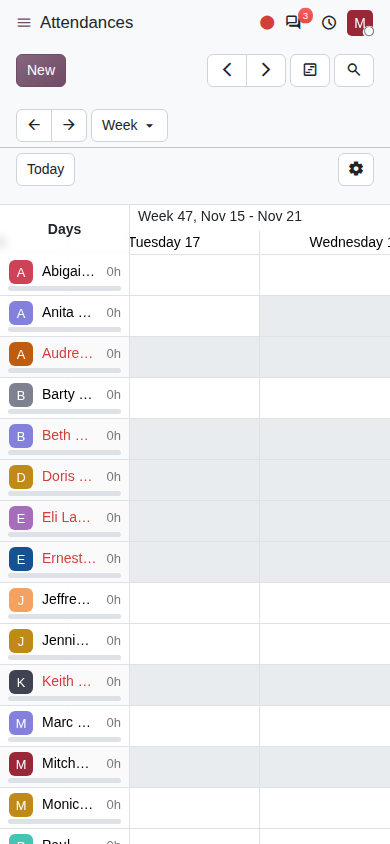 Attendances
3
M
New
Week
Today
Days
Week 47, Nov 15 - Nov 21
Tuesday 17
Wednesday 1
A Abigai... 0h
A Anita ... 0h
A Audre... 0h
B Barty ... 0h
B Beth ... 0h
D Doris ... 0h
E Eli La... 0h
E Ernest... 0h
J Jeffre... 0h
J Jenni... 0h
K Keith ... 0h
M Marc ... 0h
M Mitch... 0h
M Monic... 0h